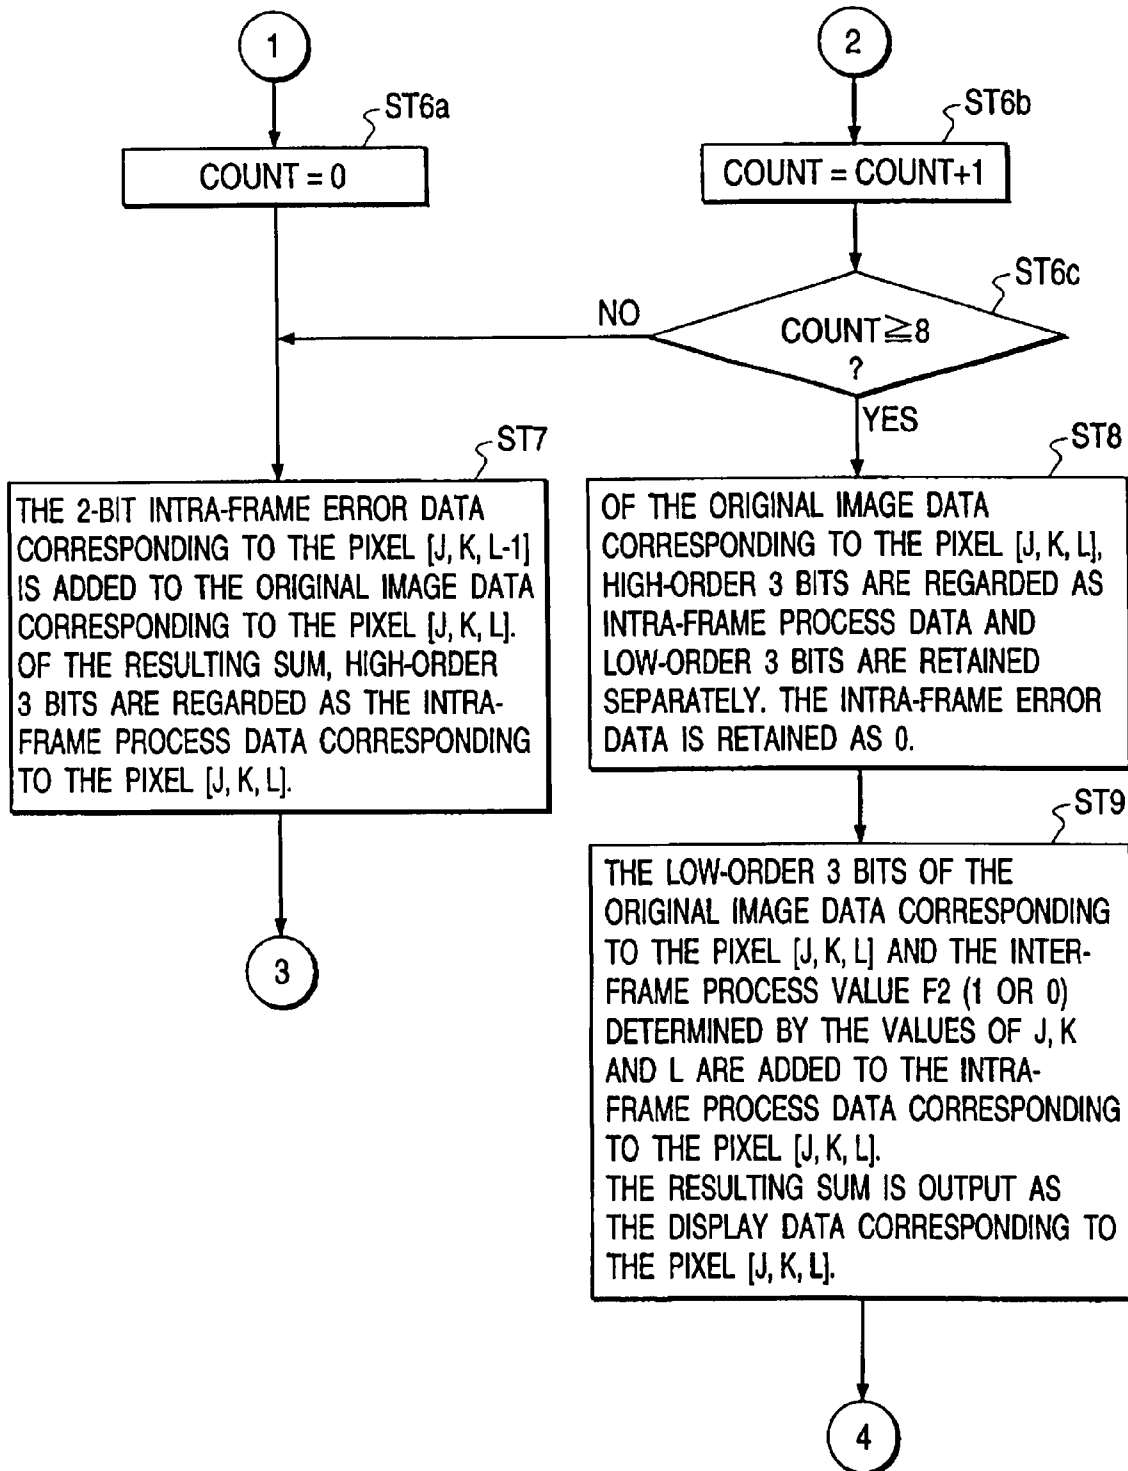 1
2
ST6a
ST6b
COUNT = 0
COUNT = COUNT+1
ST6c
NO
COUNT≧8
?
YES
ST7
THE 2-BIT INTRA-FRAME ERROR DATA
CORRESPONDING TO THE PIXEL [J, K, L-1]
IS ADDED TO THE ORIGINAL IMAGE DATA
CORRESPONDING TO THE PIXEL [J, K, L].
OF THE RESULTING SUM, HIGH-ORDER
3 BITS ARE REGARDED AS THE INTRA-
FRAME PROCESS DATA CORRESPONDING
TO THE PIXEL [J, K, L].
3
ST8
OF THE ORIGINAL IMAGE DATA
CORRESPONDING TO THE PIXEL [J, K, L],
HIGH-ORDER 3 BITS ARE REGARDED AS
INTRA-FRAME PROCESS DATA AND
LOW-ORDER 3 BITS ARE RETAINED
SEPARATELY. THE INTRA-FRAME ERROR
DATA IS RETAINED AS 0.
ST9
THE LOW-ORDER 3 BITS OF THE
ORIGINAL IMAGE DATA CORRESPONDING
TO THE PIXEL [J, K, L] AND THE INTER-
FRAME PROCESS VALUE F2 (1 OR 0)
DETERMINED BY THE VALUES OF J, K
AND L ARE ADDED TO THE INTRA-
FRAME PROCESS DATA CORRESPONDING
TO THE PIXEL [J, K, L].
THE RESULTING SUM IS OUTPUT AS
THE DISPLAY DATA CORRESPONDING TO
THE PIXEL [J, K, L].
4